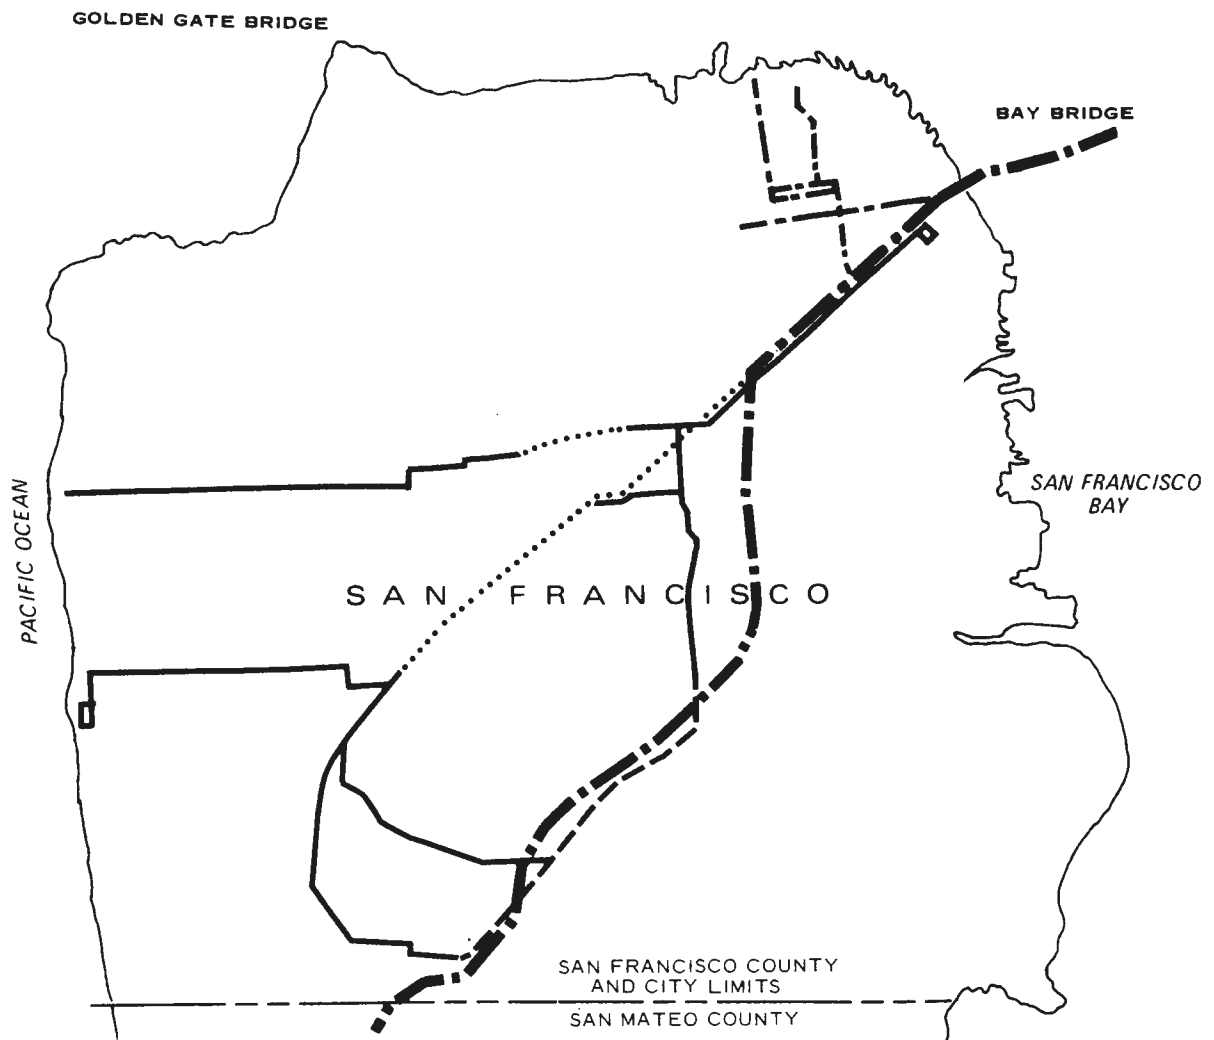 GOLDEN GATE BRIDGE
BAY BRIDGE
SAN FRANCISCO
BAY
PACIFIC OCEAN
SAN FRANCISCO
SAN FRANCISCO COUNTY
AND CITY LIMITS
SAN MATEO COUNTY